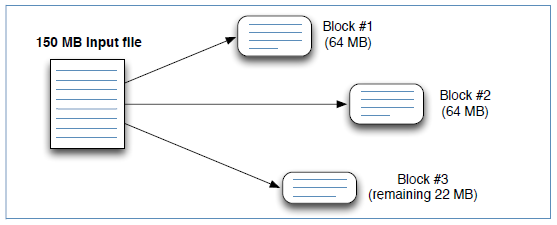 150 MB Input file
Block #1
(64 MB)
Block #2
(64 MB)
Block #3
(remaining 22 MB)